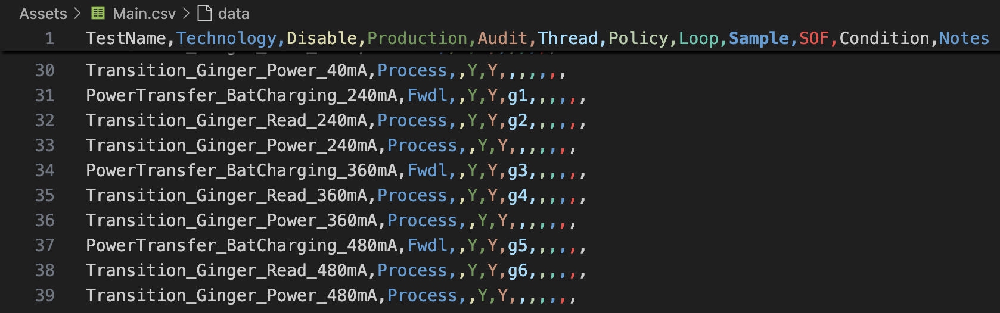 Assets > Main.csv > data
1 TestName,Technology,Disable,Production,Audit,Thread,Policy,Loop,Sample,SOF,Condition,Notes
30 Transition_Ginger_Power_40mA,Process,,Y,Y,,,,,,,
31 PowerTransfer_BatCharging_240mA,Fwdl,,Y,Y,g1,,,,,,
32 Transition_Ginger_Read_240mA,Process,,Y,Y,g2,,,,,,
33 Transition_Ginger_Power_240mA,Process,,Y,Y,,,,,,,
34 PowerTransfer_BatCharging_360mA,Fwdl,,Y,Y,g3,,,,,,
35 Transition_Ginger_Read_360mA,Process,,Y,Y,g4,,,,,,
36 Transition_Ginger_Power_360mA,Process,,Y,Y,,,,,,,
37 PowerTransfer_BatCharging_480mA,Fwdl,,Y,Y,g5,,,,,,
38 Transition_Ginger_Read_480mA,Process,,Y,Y,g6,,,,,,
39 Transition_Ginger_Power_480mA,Process,,Y,Y,,,,,,,